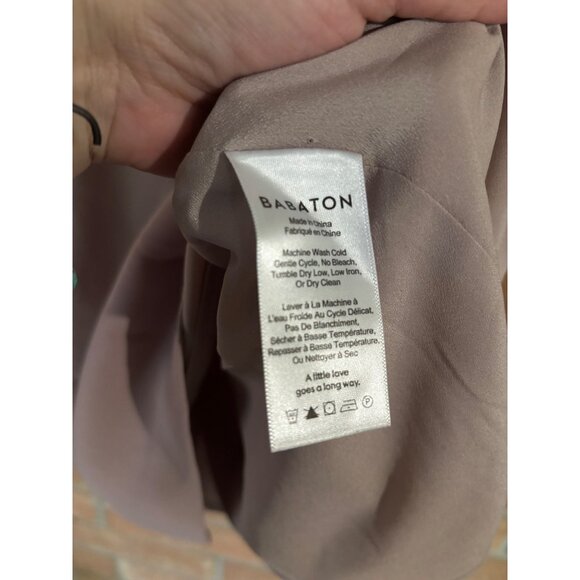 BABATON
Made in China
Fabriqué en Chine
Machine Wash Cold
Gentle Cycle, No Bleach,
Tumble Dry Low, Low Iron,
Or Dry Clean
Laver à La Machine à
L'eau Froide Au Cycle Délicat,
Pas De Blanchiment,
Sécher à Basse Température,
Repasser à Basse Température,
Ou Nettoyer à Sec
A little love
goes a long way.
P